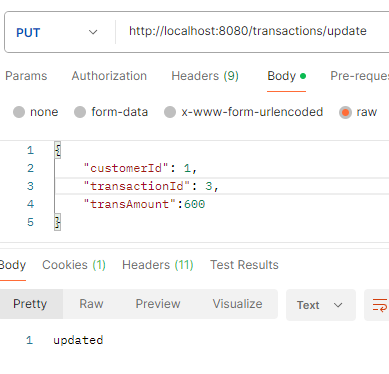 PUT http://localhost:8080/transactions/update
Params Authorization Headers (9) Body Pre-reque
none form-data x-www-form-urlencoded raw
1 {
2 "customerId": 1,
3 "transactionId": 3,
4 "transAmount":600
5 }
Body Cookies (1) Headers (11) Test Results
Pretty Raw Preview Visualize Text
1 updated